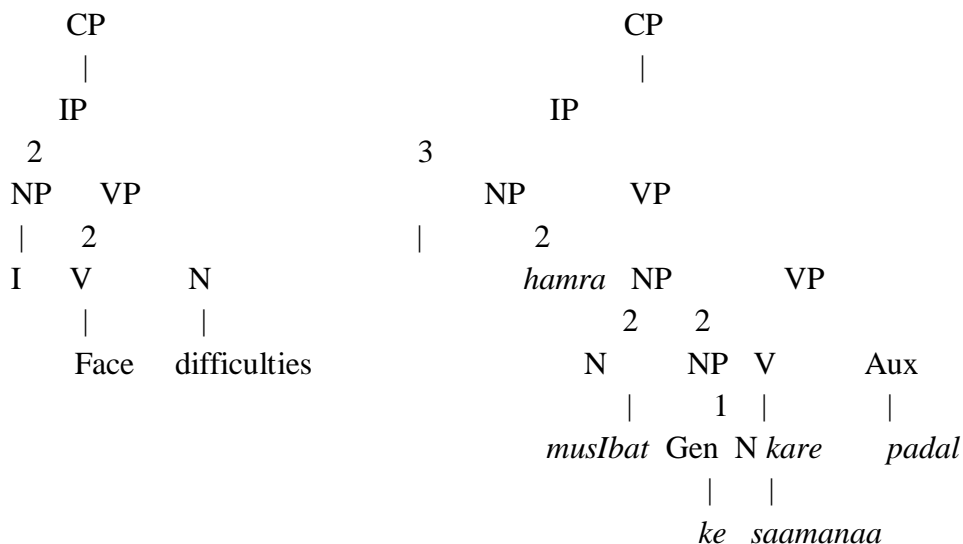 CP CP
| |
IP IP
2 3
NP VP NP VP
| 2 | 2
I V N hamra NP VP
| | 2 2
Face difficulties N NP V Aux
| 1 | |
musIbat Gen N kare padal
| |
ke saamanaa